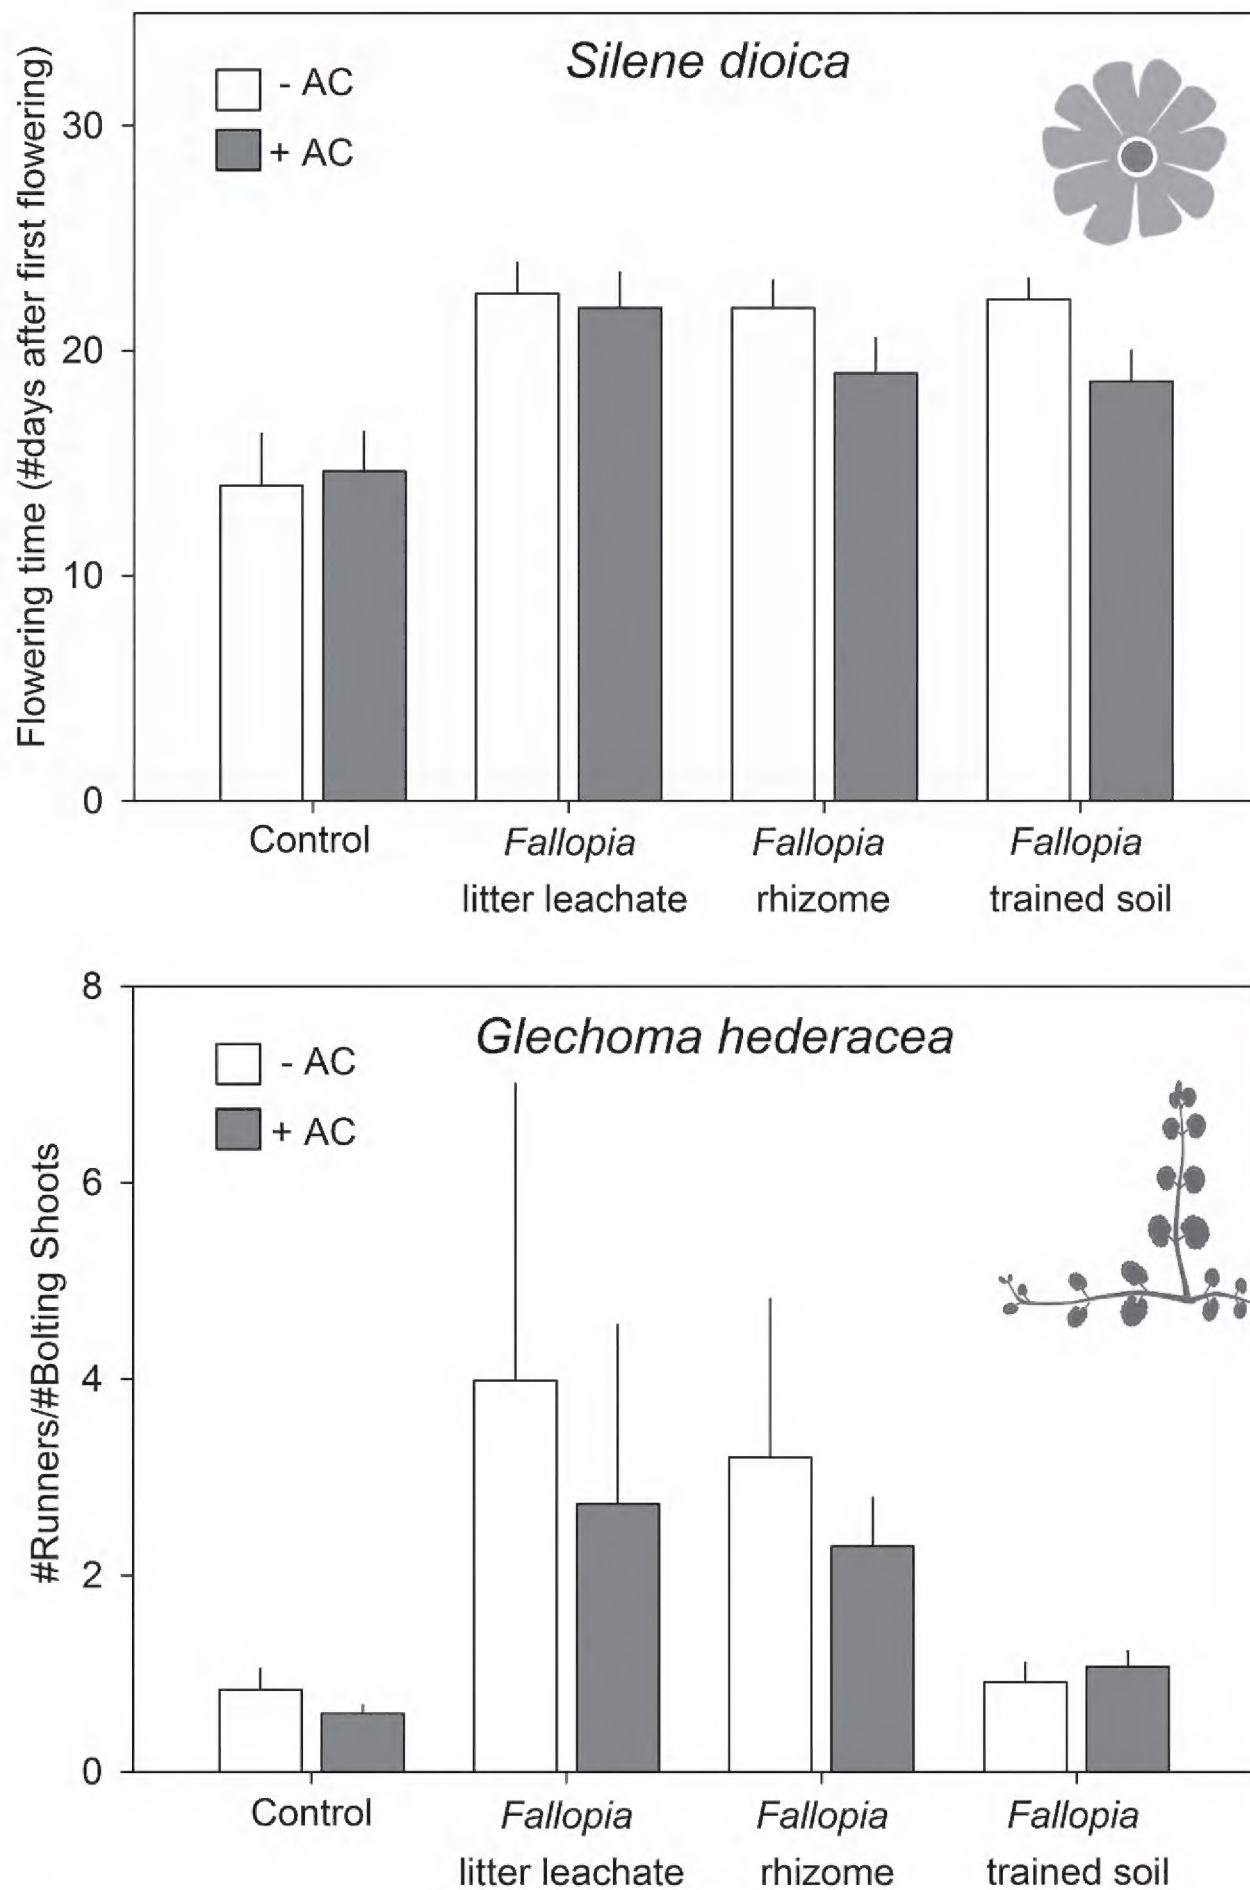 Silene dioica
- AC
+ AC
Flowering time (#days after first flowering)
30
20
10
0
Control
Fallopia
litter leachate
Fallopia
rhizome
Fallopia
trained soil
Glechoma hederacea
- AC
+ AC
#Runners/#Bolting Shoots
8
6
4
2
0
Control
Fallopia
litter leachate
Fallopia
rhizome
Fallopia
trained soil